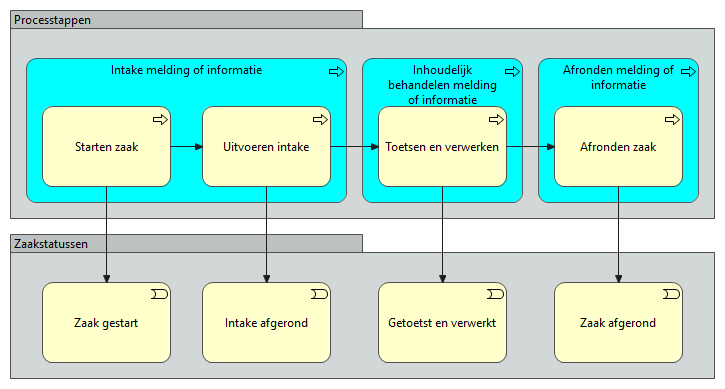 Processtappen
Intake melding of informatie
Inhoudelijk
behandelen melding
of informatie
Afronden melding of
informatie
Starten zaak
Uitvoeren intake
Toetsen en verwerken
Afronden zaak
Zaakstatussen
Zaak gestart
Intake afgerond
Getoetst en verwerkt
Zaak afgerond